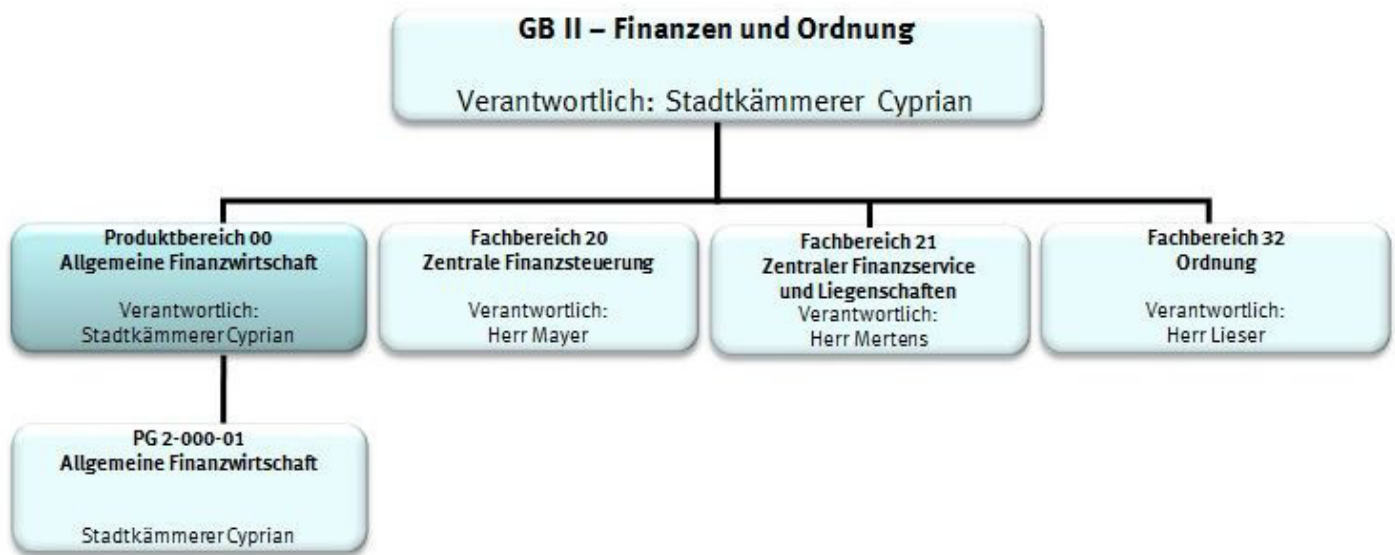 GB II – Finanzen und Ordnung
Verantwortlich: Stadtkämmerer Cyprian
Produktbereich 00
Allgemeine Finanzwirtschaft
Verantwortlich:
Stadtkämmerer Cyprian
Fachbereich 20
Zentrale Finanzsteuerung
Verantwortlich:
Herr Mayer
Fachbereich 21
Zentraler Finanzservice
und Liegenschaften
Verantwortlich:
Herr Mertens
Fachbereich 32
Ordnung
Verantwortlich:
Herr Lieser
PG 2-000-01
Allgemeine Finanzwirtschaft
Stadtkämmerer Cyprian